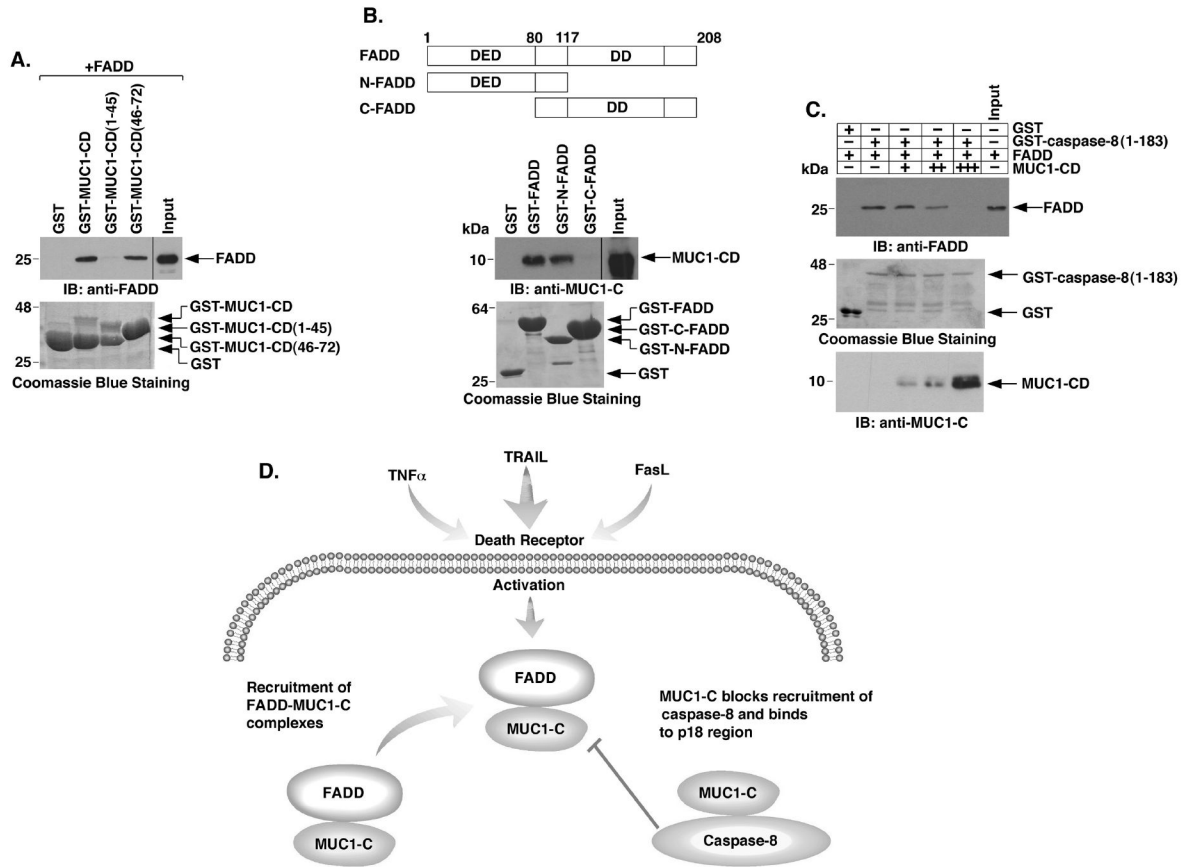 A.
+FADD
GST
GST-MUC1-CD
GST-MUC1-CD(1-45)
GST-MUC1-CD(46-72)
Input
25
FADD
IB: anti-FADD
48
25
GST-MUC1-CD
GST-MUC1-CD(1-45)
GST-MUC1-CD(46-72)
GST
Coomassie Blue Staining
B.
1 80 117 208
FADD DED DD
N-FADD DED
C-FADD DD
GST
GST-FADD
GST-N-FADD
GST-C-FADD
Input
kDa
10
MUC1-CD
IB: anti-MUC1-C
64
25
GST-FADD
GST-C-FADD
GST-N-FADD
GST
Coomassie Blue Staining
C.
Input
+ − − − − − GST
− + + + + − GST-caspase-8(1-183)
+ + + + + + FADD
kDa − − + ++ +++ − MUC1-CD
25
FADD
IB: anti-FADD
48
GST-caspase-8(1-183)
25
GST
Coomassie Blue Staining
10
MUC1-CD
IB: anti-MUC1-C
D.
TNFα
TRAIL
FasL
Death Receptor
Activation
FADD
MUC1-C
Recruitment of
FADD-MUC1-C
complexes
FADD
MUC1-C
MUC1-C blocks recruitment of
caspase-8 and binds
to p18 region
MUC1-C
Caspase-8